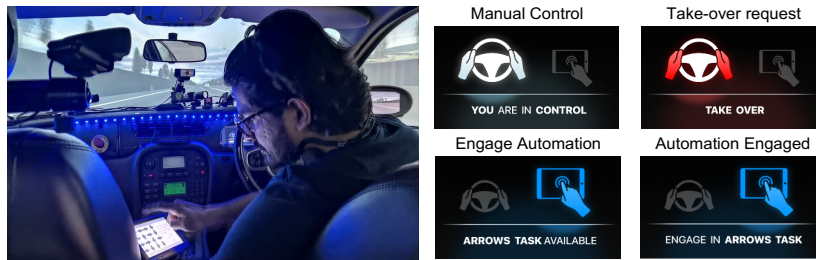 Manual Control
Take-over request
YOU ARE IN CONTROL
TAKE OVER
Engage Automation
Automation Engaged
ARROWS TASK AVAILABLE
ENGAGE IN ARROWS TASK